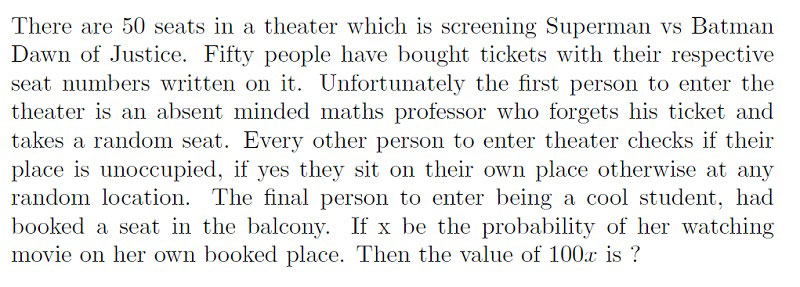 There are 50 seats in a theater which is screening Superman vs Batman
Dawn of Justice. Fifty people have bought tickets with their respective
seat numbers written on it. Unfortunately the first person to enter the
theater is an absent minded maths professor who forgets his ticket and
takes a random seat. Every other person to enter theater checks if their
place is unoccupied, if yes they sit on their own place otherwise at any
random location. The final person to enter being a cool student, had
booked a seat in the balcony. If x be the probability of her watching
movie on her own booked place. Then the value of 100x is ?